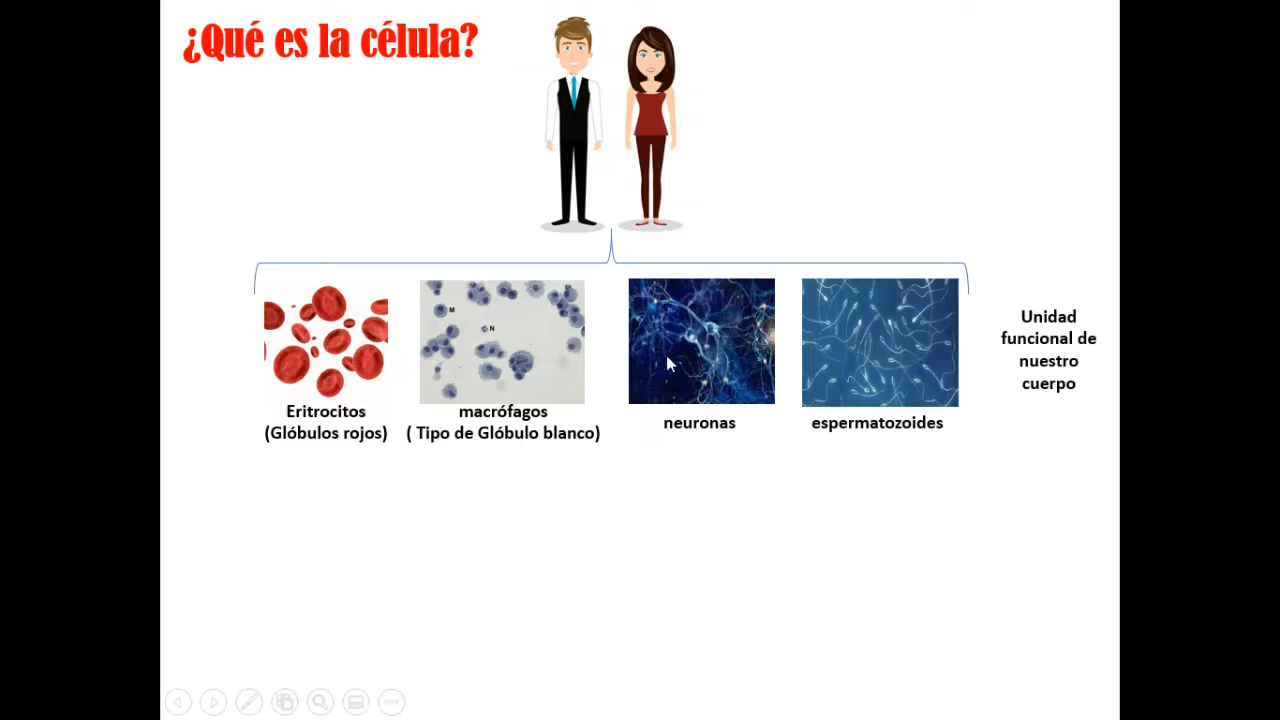 ¿Qué es la célula?
M
N
Eritrocitos
(Glóbulos rojos)
macrófagos
( Tipo de Glóbulo blanco)
neuronas
espermatozoides
Unidad
funcional de
nuestro
cuerpo